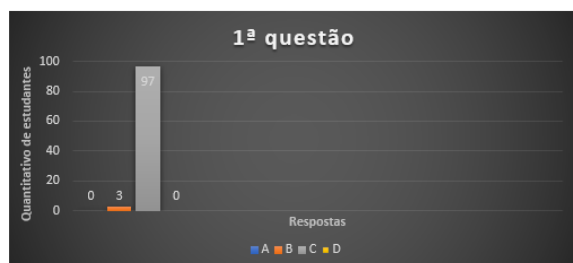 1ª questão
Quantitativo de estudantes
100
80
60
40
20
0
0 3 97 0
Respostas
A B C D